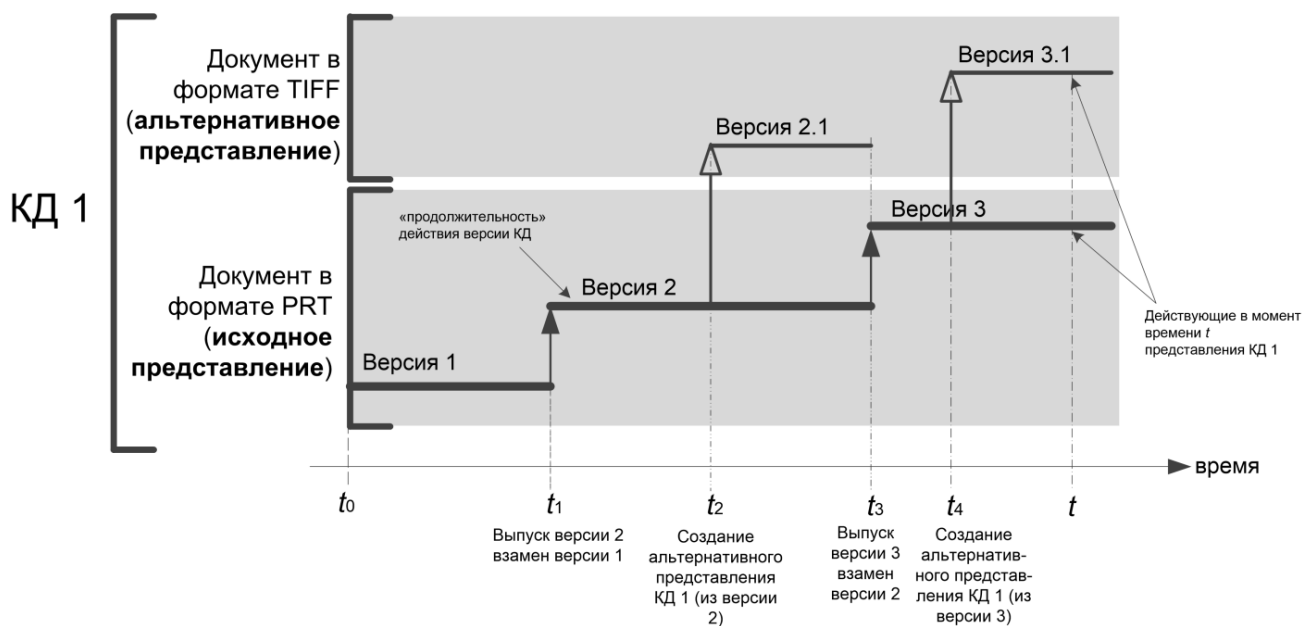 КД 1
Документ в
формате TIFF
(альтернативное
представление)
Документ в
формате PRT
(исходное
представление)
Версия 3.1
Версия 2.1
Версия 3
«продолжительность»
действия версии КД
Версия 2
Версия 1
Действующие в момент
времени t
представления КД 1
время
t0
t1
t2
t3
t4
t
Выпуск версии 2
взамен версии 1
Создание
альтернативного
представления
КД 1 (из версии
2)
Выпуск
версии 3
взамен
версии 2
Создание
альтернатив-
ного представ-
ления КД 1 (из
версии 3)